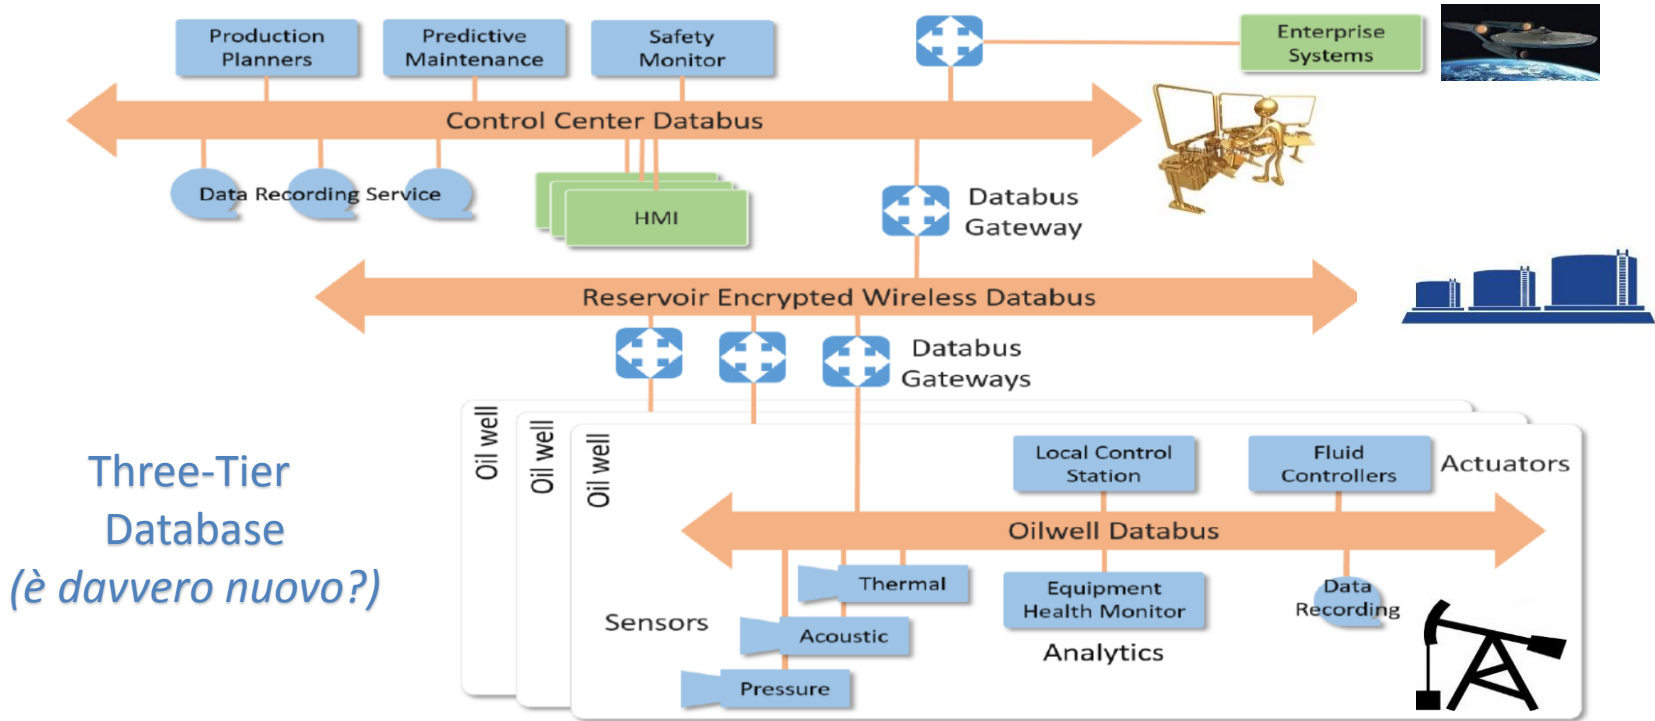 Production
Planners
Predictive
Maintenance
Safety
Monitor
Enterprise
Systems
Control Center Databus
Data Recording Service
HMI
Databus
Gateway
Reservoir Encrypted Wireless Databus
Databus
Gateways
Oil well
Oil well
Oil well
Local Control
Station
Fluid
Controllers
Actuators
Three-Tier
Database
(è davvero nuovo?)
Oilwell Databus
Thermal
Equipment
Health Monitor
Data
Recording
Sensors
Acoustic
Analytics
Pressure